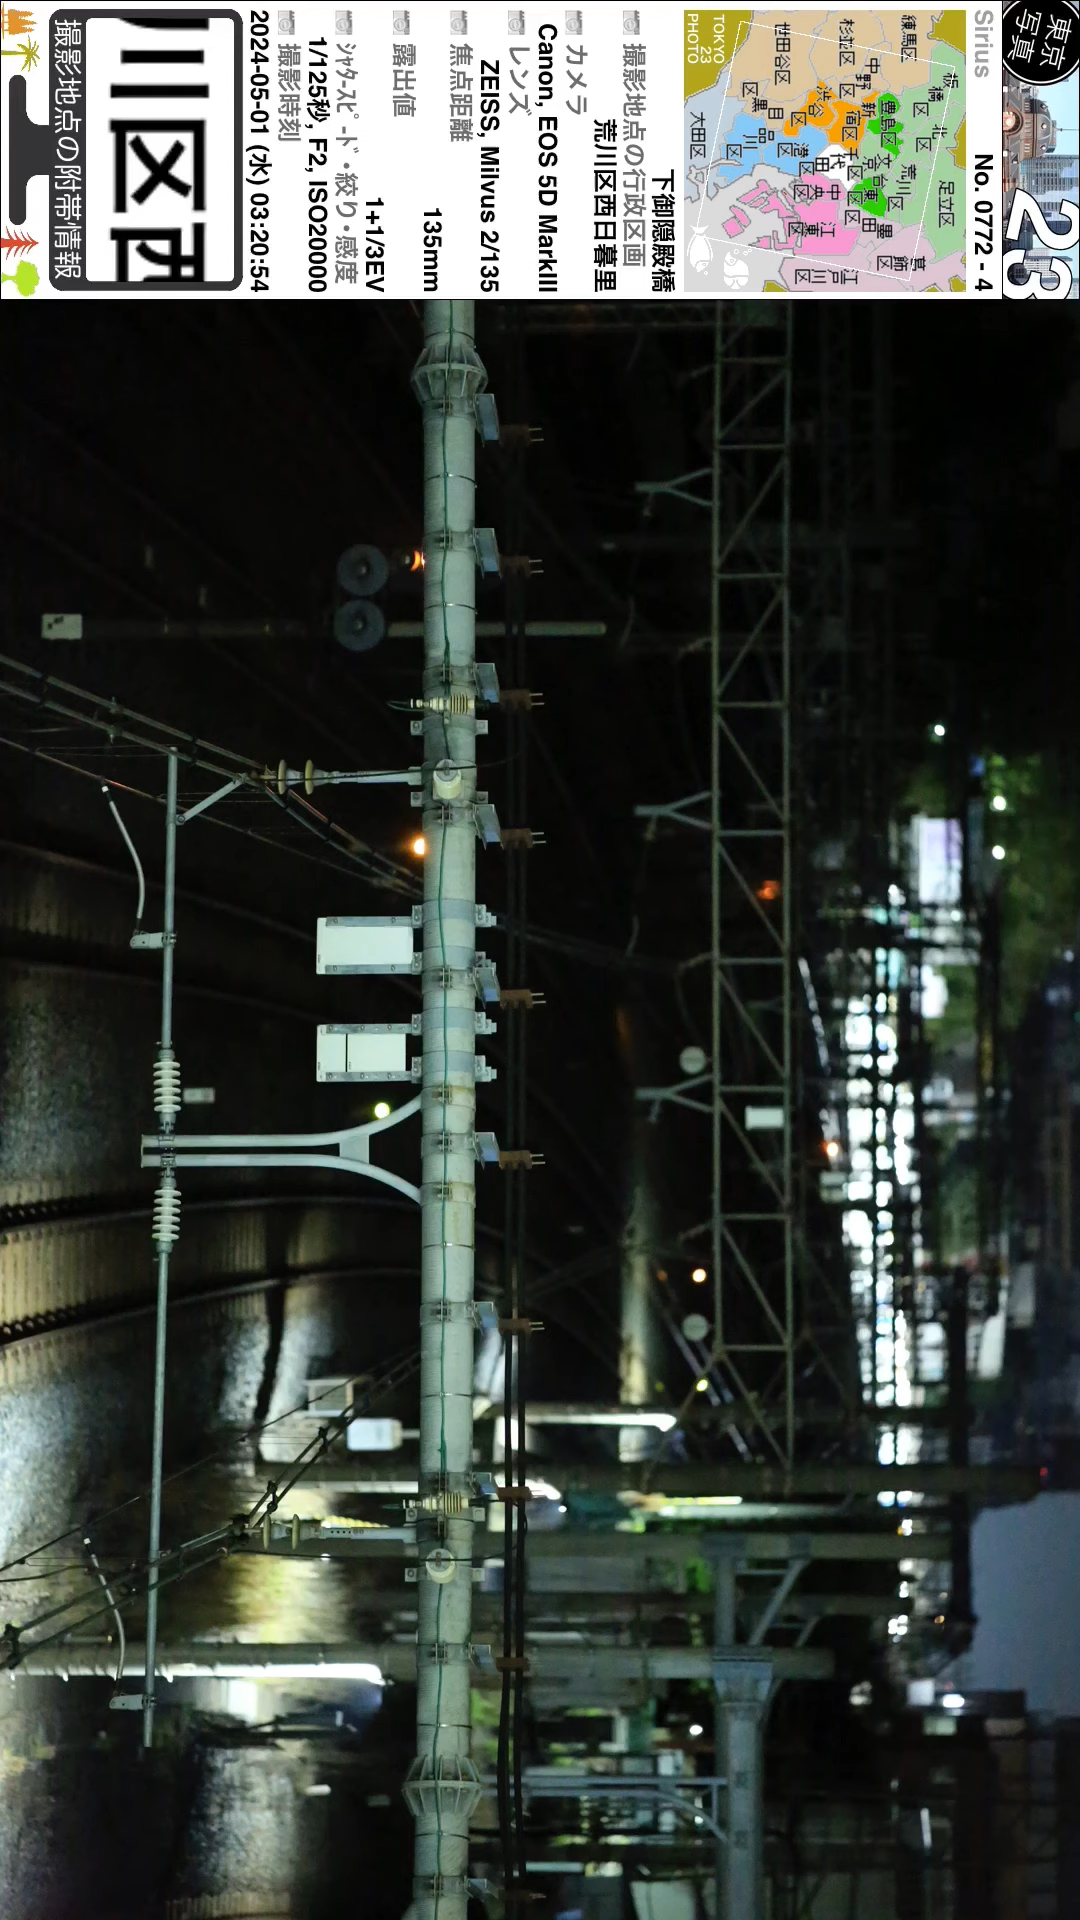 東京
写真
23
Sirius
No. 0772 - 4
練馬区
板橋区
北区
足立区
杉並区
中野区
豊島区
荒川区
文京区
台東区
葛飾
世田谷区
渋谷区
新宿区
千代田区
墨田区
目黒区
港区
中央区
江東区
江戸川区
品川区
大田区
TOKYO
23
PHOTO
下御隠殿橋
撮影地点の行政区画
荒川区西日暮里
カメラ
Canon, EOS 5D MarkIII
レンズ
ZEISS, Milvus 2/135
焦点距離
135mm
露出値
1+1/3EV
ｼｬｯﾀｰｽﾋﾟｰﾄﾞ・絞り・感度
1/125秒, F2, ISO20000
撮影時刻
2024-05-01 (水) 03:20:54
川区西
撮影地点の附帯情報